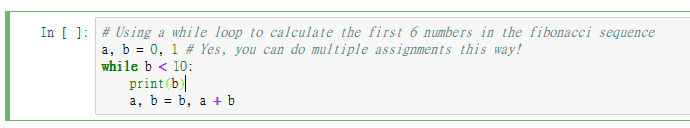 In [ ]: # Using a while loop to calculate the first 6 numbers in the fibonacci sequence
a, b = 0, 1 # Yes, you can do multiple assignments this way!
while b < 10:
    print(b)
    a, b = b, a + b